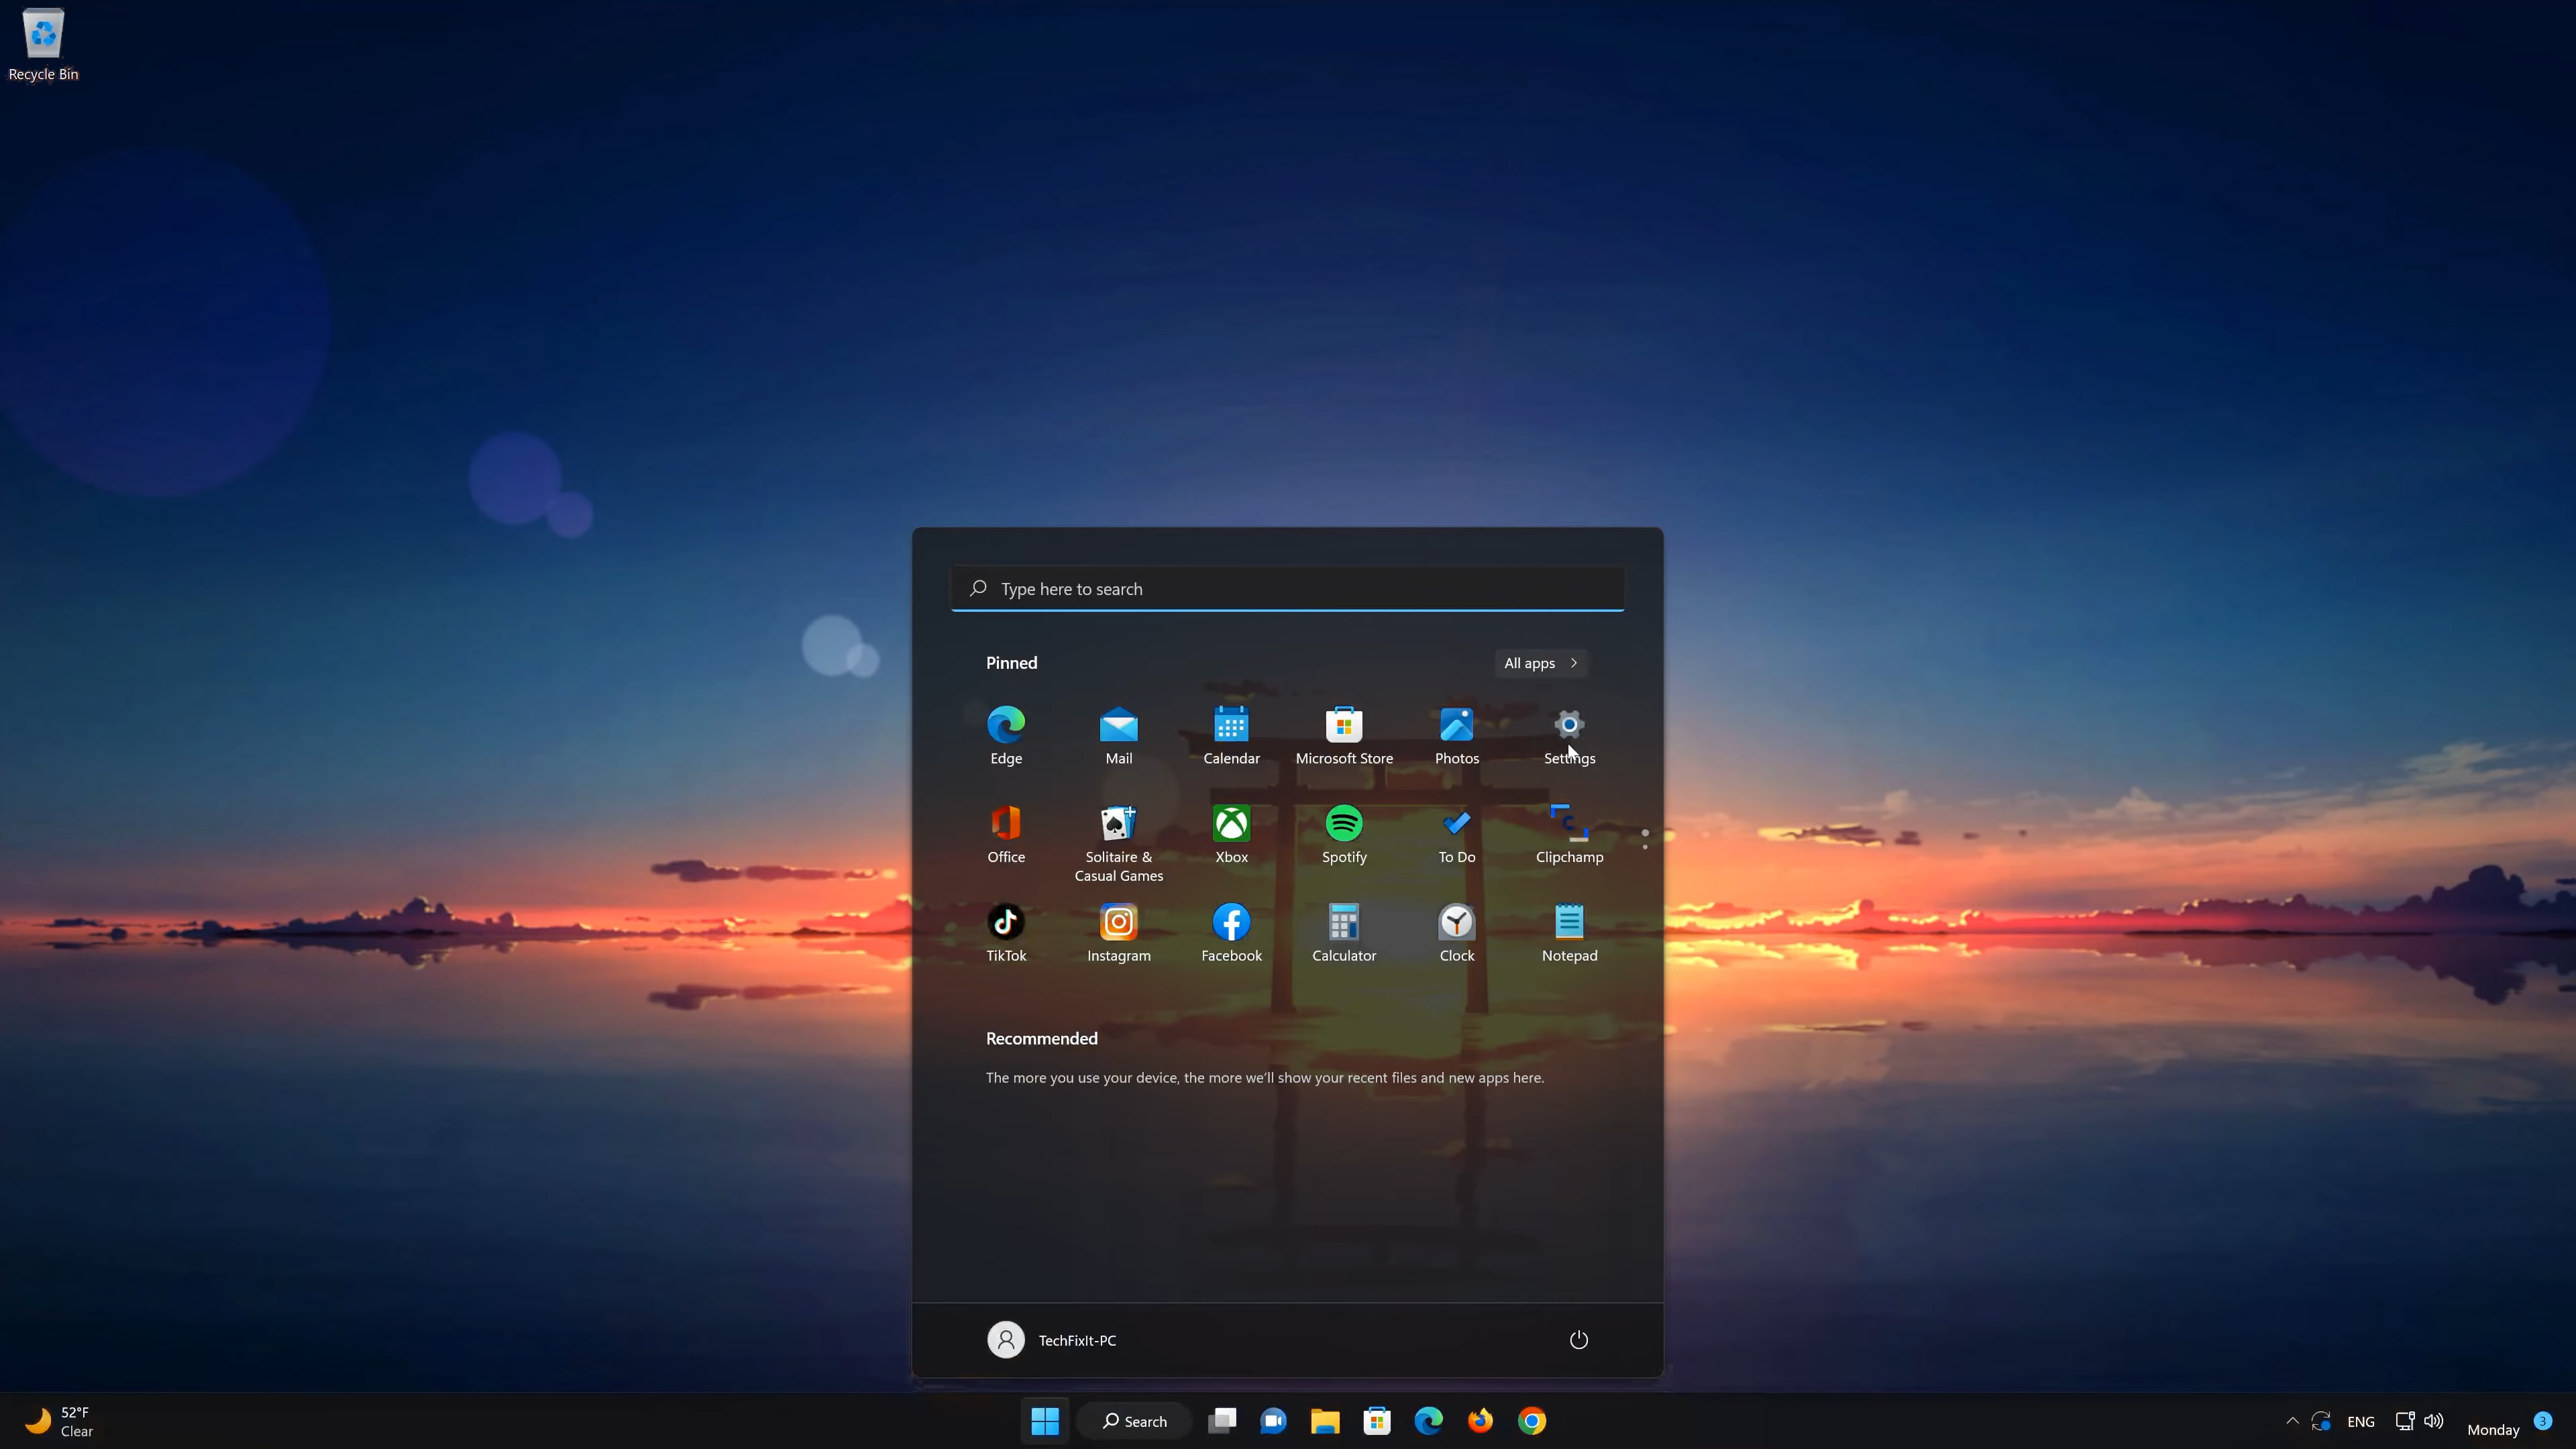 Recycle Bin
Type here to search
Pinned
All apps
Edge
Mail
Calendar
Microsoft Store
Photos
Settings
Office
Solitaire &
Casual Games
Xbox
Spotify
To Do
Clipchamp
TikTok
Instagram
Facebook
Calculator
Clock
Notepad
Recommended
The more you use your device, the more we'll show your recent files and new apps here.
TechFixIt-PC
52°F
Clear
Search
ENG
Monday
3